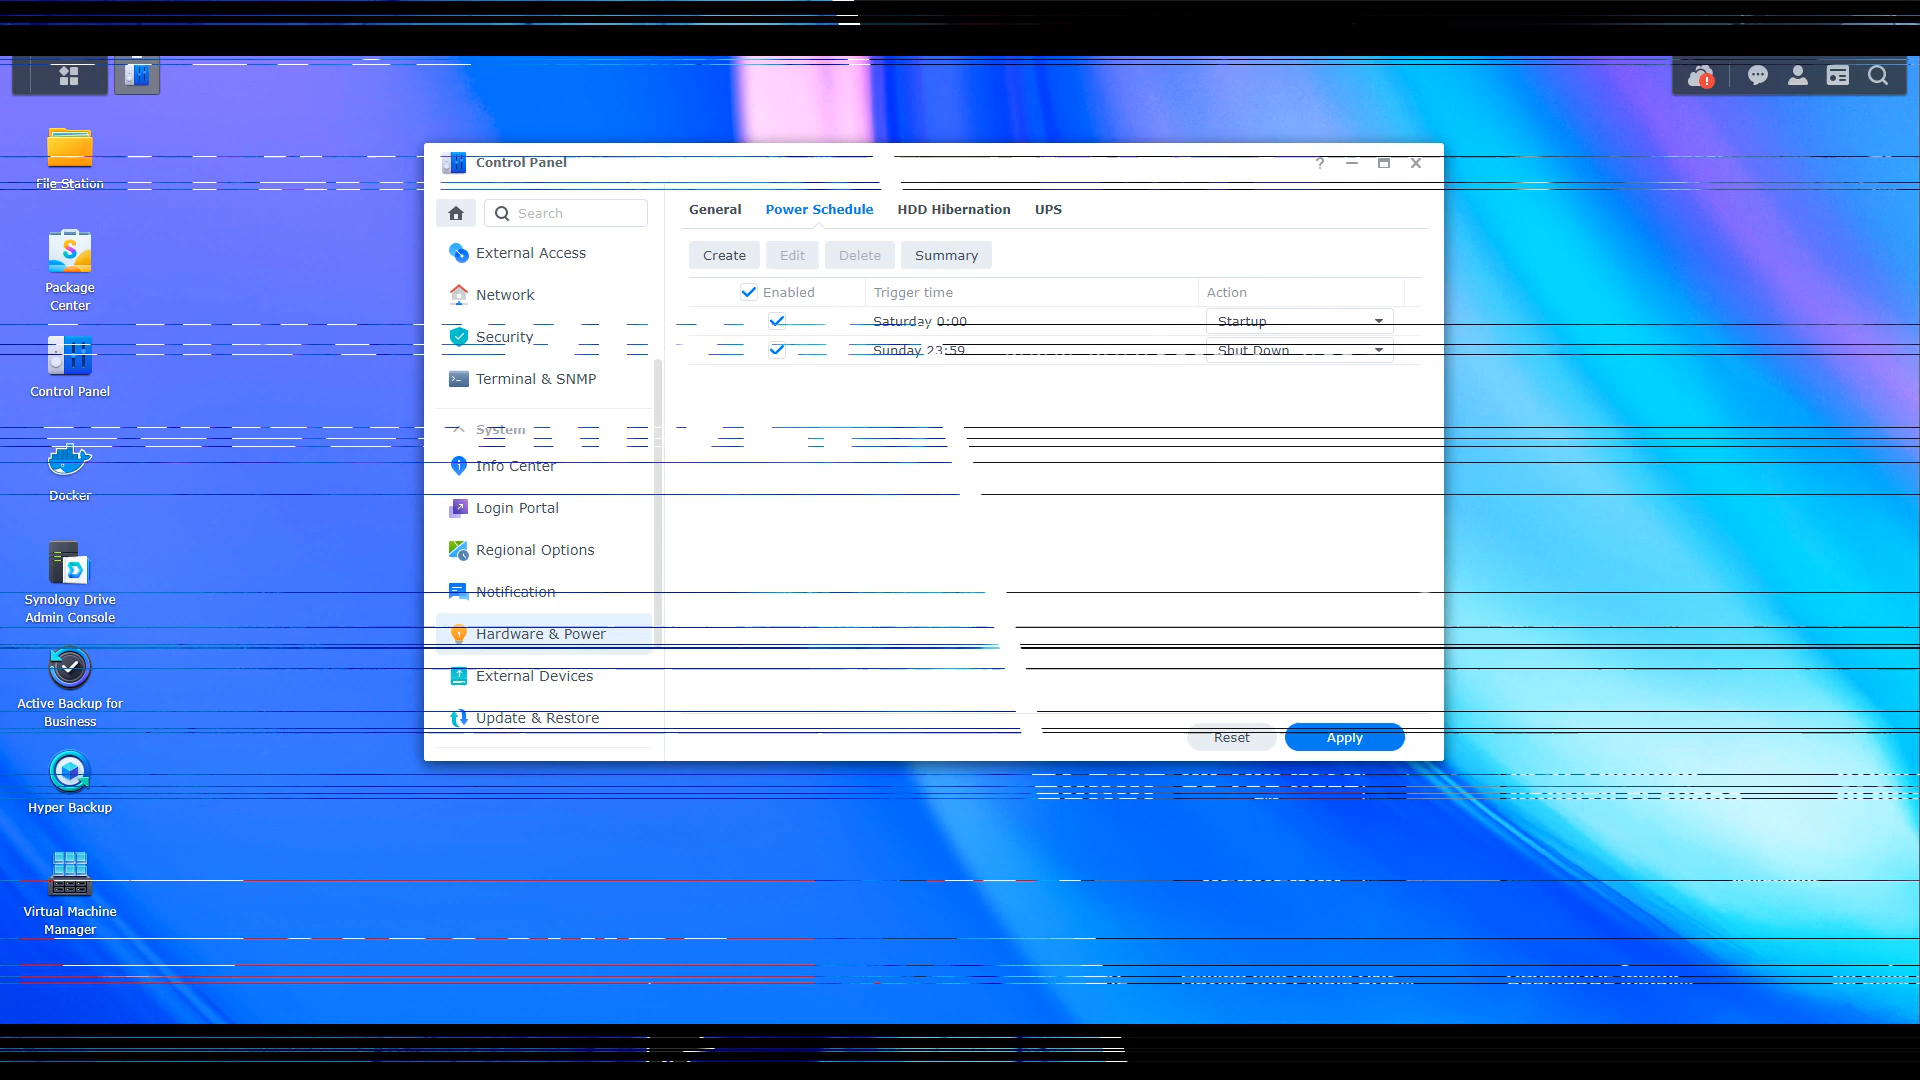 File Station
Package
Center
Control Panel
Docker
Synology Drive
Admin Console
Active Backup for
Business
Hyper Backup
Virtual Machine
Manager
Control Panel
Search
External Access
Network
Security
Terminal & SNMP
System
Info Center
Login Portal
Regional Options
Notification
Hardware & Power
External Devices
Update & Restore
General Power Schedule HDD Hibernation UPS
Create Edit Delete Summary
Enabled Trigger time Action
Saturday 0:00 Startup
Sunday 23:59 Shut Down
Reset Apply